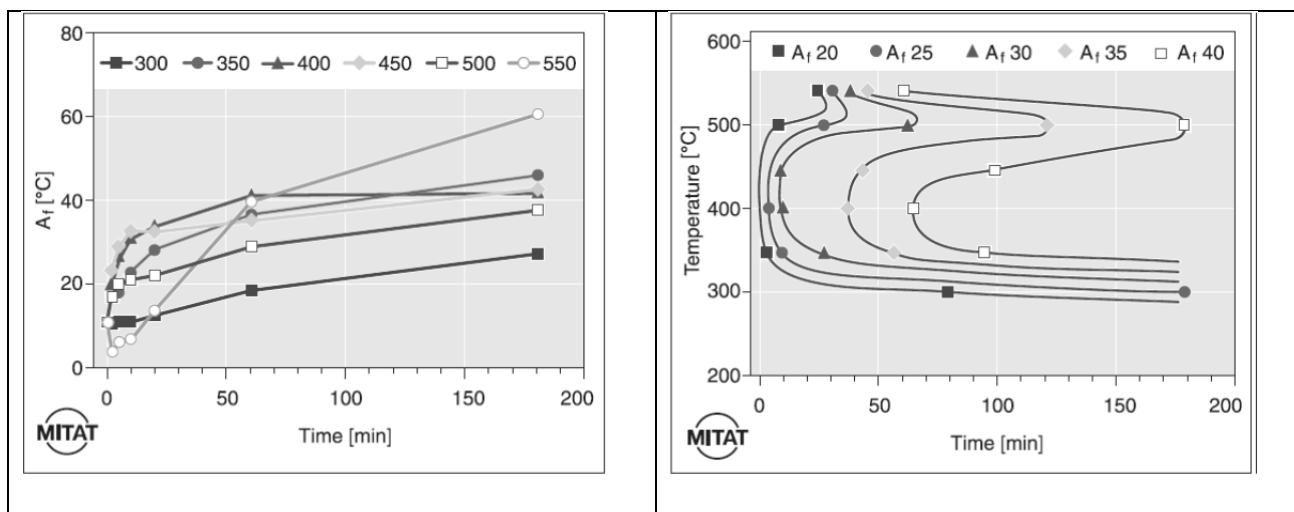 80
60
40
20
0
A_f [°C]
300 350 400 450 500 550
0 50 100 150 200
Time [min]
MITAT
600
500
400
300
200
Temperature [°C]
A_f 20 A_f 25 A_f 30 A_f 35 A_f 40
0 50 100 150 200
Time [min]
MITAT